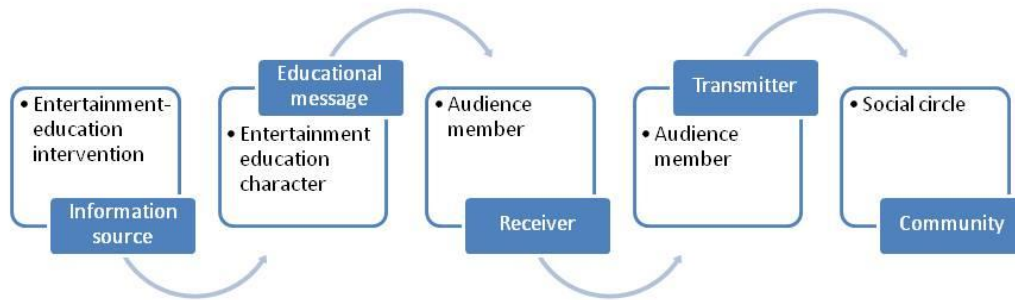 • Entertainment-
education
intervention
Information
source
Educational
message
• Entertainment
education
character
• Audience
member
Receiver
Transmitter
• Audience
member
• Social circle
Community